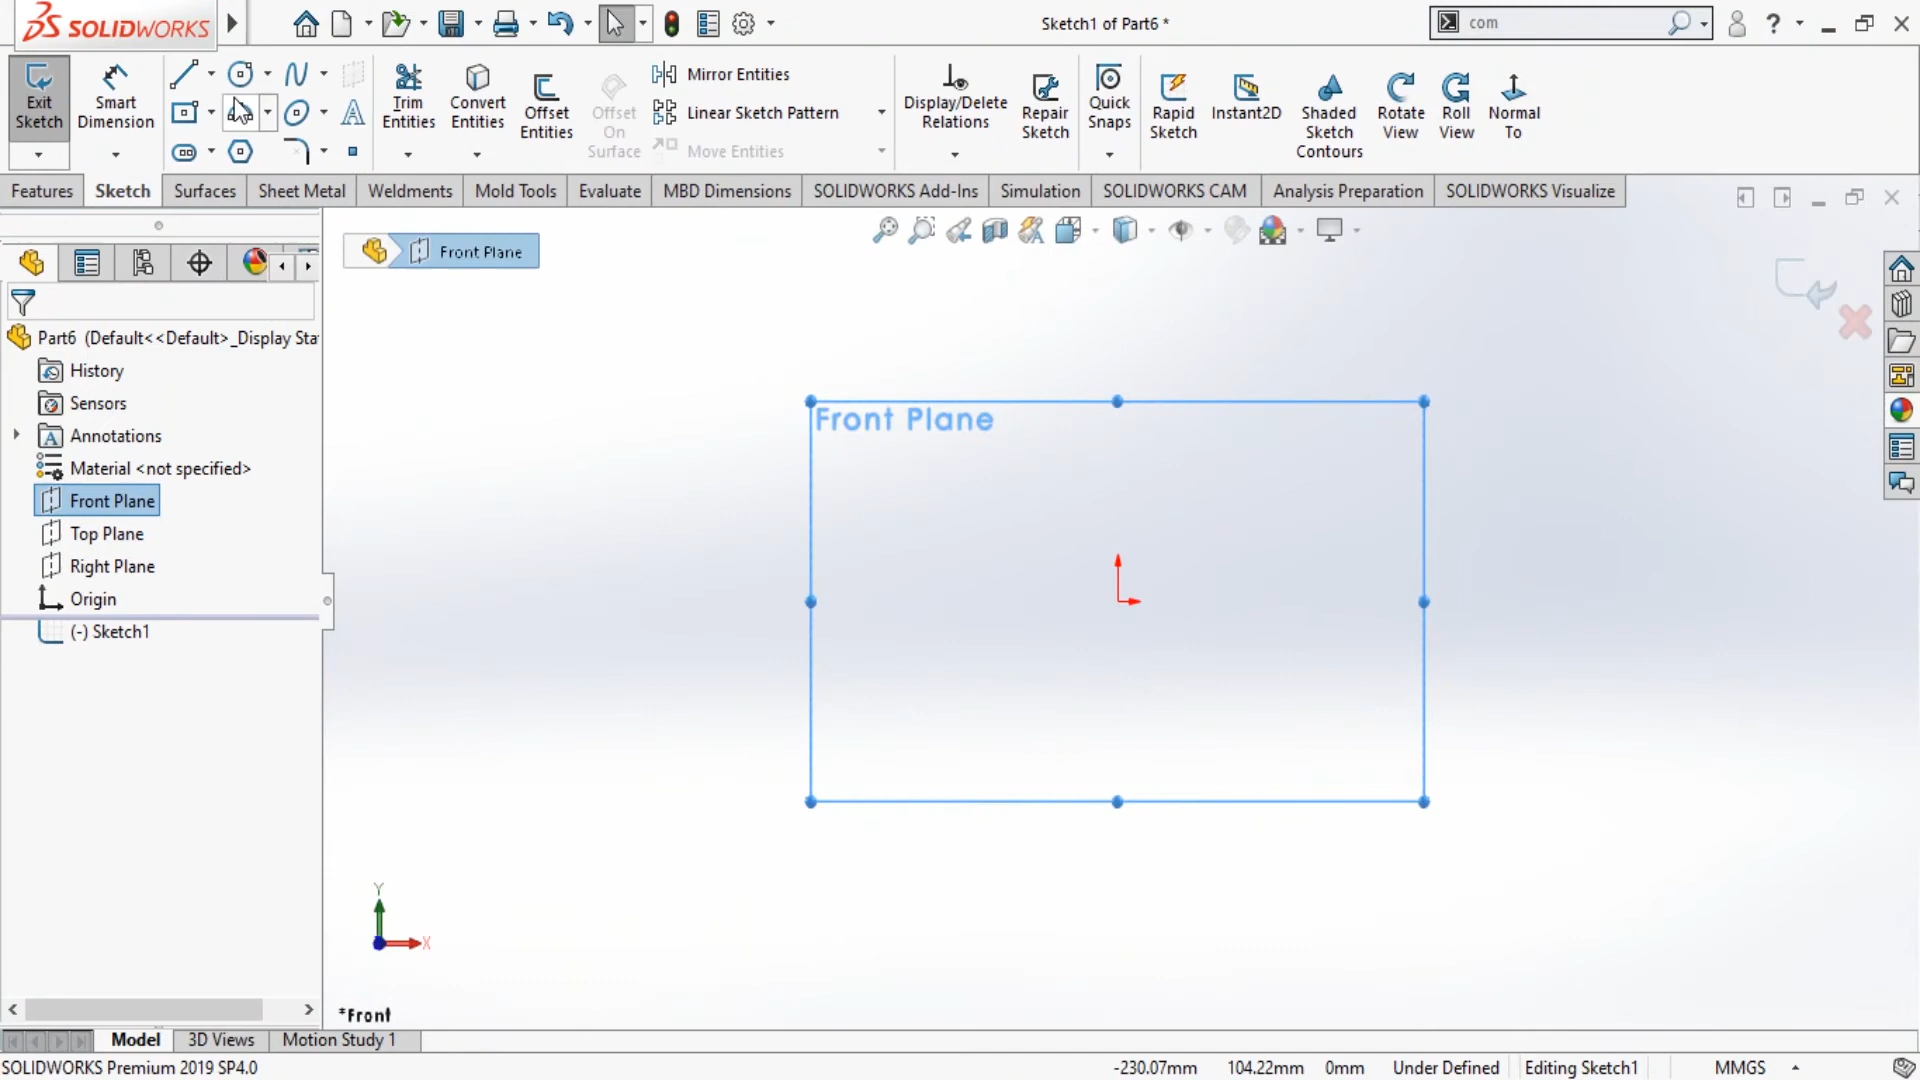 SOLIDWORKS
Sketch1 of Part6 *
com
Exit Sketch
Smart Dimension
Trim Entities
Convert Entities
Offset Entities
Offset On Surface
Mirror Entities
Linear Sketch Pattern
Move Entities
Display/Delete Relations
Repair Sketch
Quick Snaps
Rapid Sketch
Instant2D
Shaded Sketch Contours
Rotate View
Roll View
Normal To
Features
Sketch
Surfaces
Sheet Metal
Weldments
Mold Tools
Evaluate
MBD Dimensions
SOLIDWORKS Add-Ins
Simulation
SOLIDWORKS CAM
Analysis Preparation
SOLIDWORKS Visualize
Front Plane
Part6 (Default<<Default>_Display Sta
History
Sensors
Annotations
Material <not specified>
Front Plane
Top Plane
Right Plane
Origin
(-) Sketch1
Front Plane
Y
X
*Front
Model
3D Views
Motion Study 1
SOLIDWORKS Premium 2019 SP4.0
-230.07mm
104.22mm
0mm
Under Defined
Editing Sketch1
MMGS